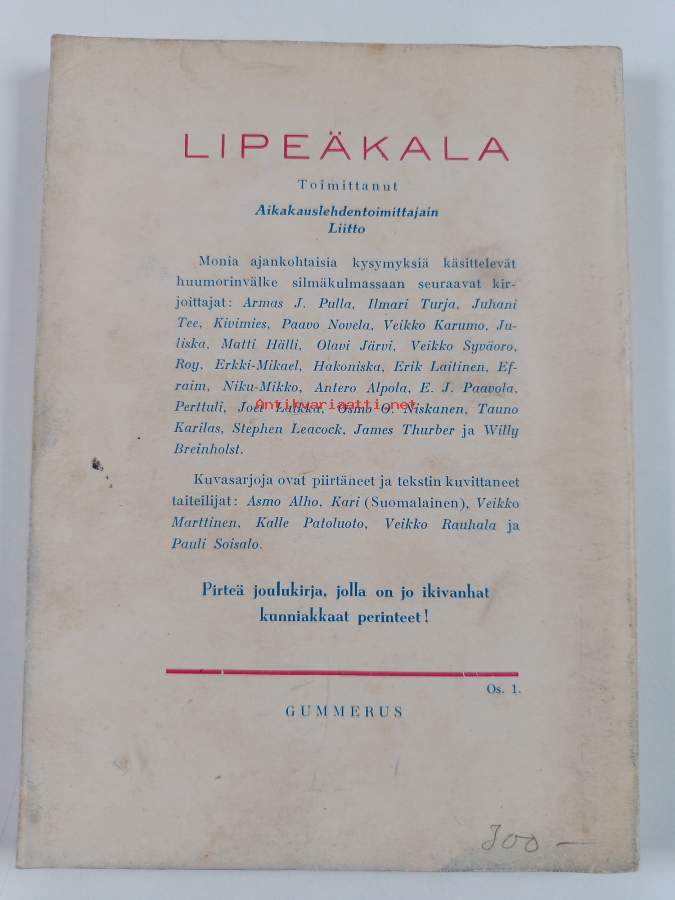 LIPEÄKALA
Toimittanut
Aikakauslehdentoimittajain
Liitto
Monia ajankohtaisia kysymyksiä käsittelevät
huumorinvälke silmäkulmassaan seuraavat kir-
joittajat: Armas J. Pulla, Ilmari Turja, Juhani
Tee, Kivimies, Paavo Novela, Veikko Karumo, Ju-
liska, Matti Hälli, Olavi Järvi, Veikko Syväoro,
Roy, Erkki-Mikael, Hakoniska, Erik Laitinen, Ef-
raim, Niku-Mikko, Antero Alpola, E. J. Paavola,
Antikvariaatti.net
Perttuli, Joel Laikka, Osmo O. Niskanen, Tauno
Karilas, Stephen Leacock, James Thurber ja Willy
Breinholst.
Kuvasarjoja ovat piirtäneet ja tekstin kuvittaneet
taiteilijat: Asmo Alho, Kari (Suomalainen), Veikko
Marttinen, Kalle Patoluoto, Veikko Rauhala ja
Pauli Soisalo.
Pirteä joulukirja, jolla on jo ikivanhat
kunniakkaat perinteet!
Os. 1.
GUMMERUS
300 —